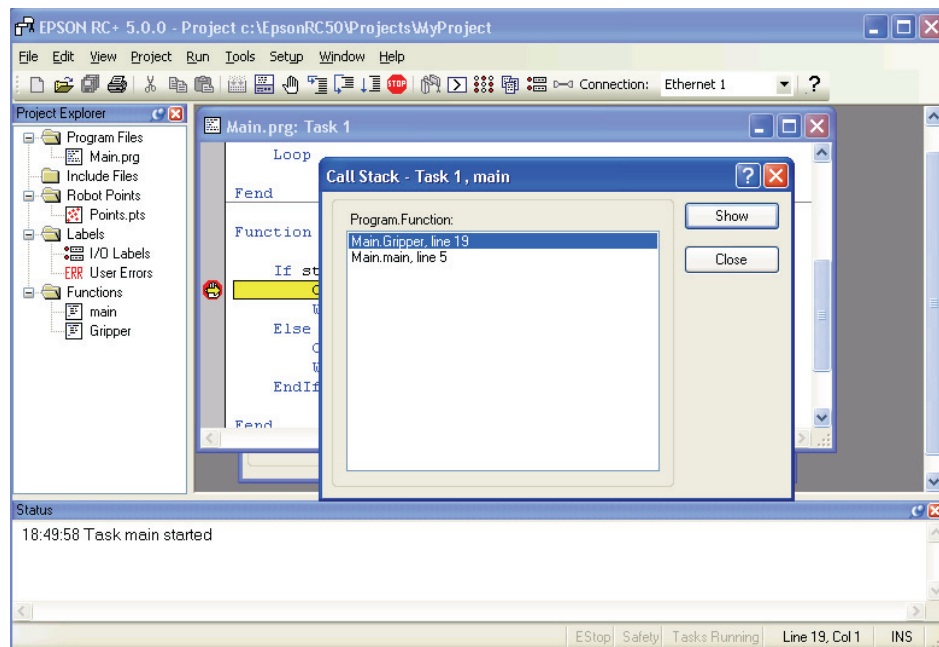 EPSON RC+ 5.0.0 - Project c:\EpsonRC50\Projects\MyProject
File Edit View Project Run Tools Setup Window Help
STOP Connection: Ethernet 1 ?
Project Explorer
Program Files
Main.prg
Include Files
Robot Points
Points.pts
Labels
I/O Labels
ERR User Errors
Functions
main
Gripper
Main.prg: Task 1
Loop
Fend
Function
If st
Else
EndIf
Fend
Call Stack - Task 1, main
Program.Function:
Main.Gripper, line 19
Main.main, line 5
Show
Close
Status
18:49:58 Task main started
EStop Safety Tasks Running Line 19, Col 1 INS